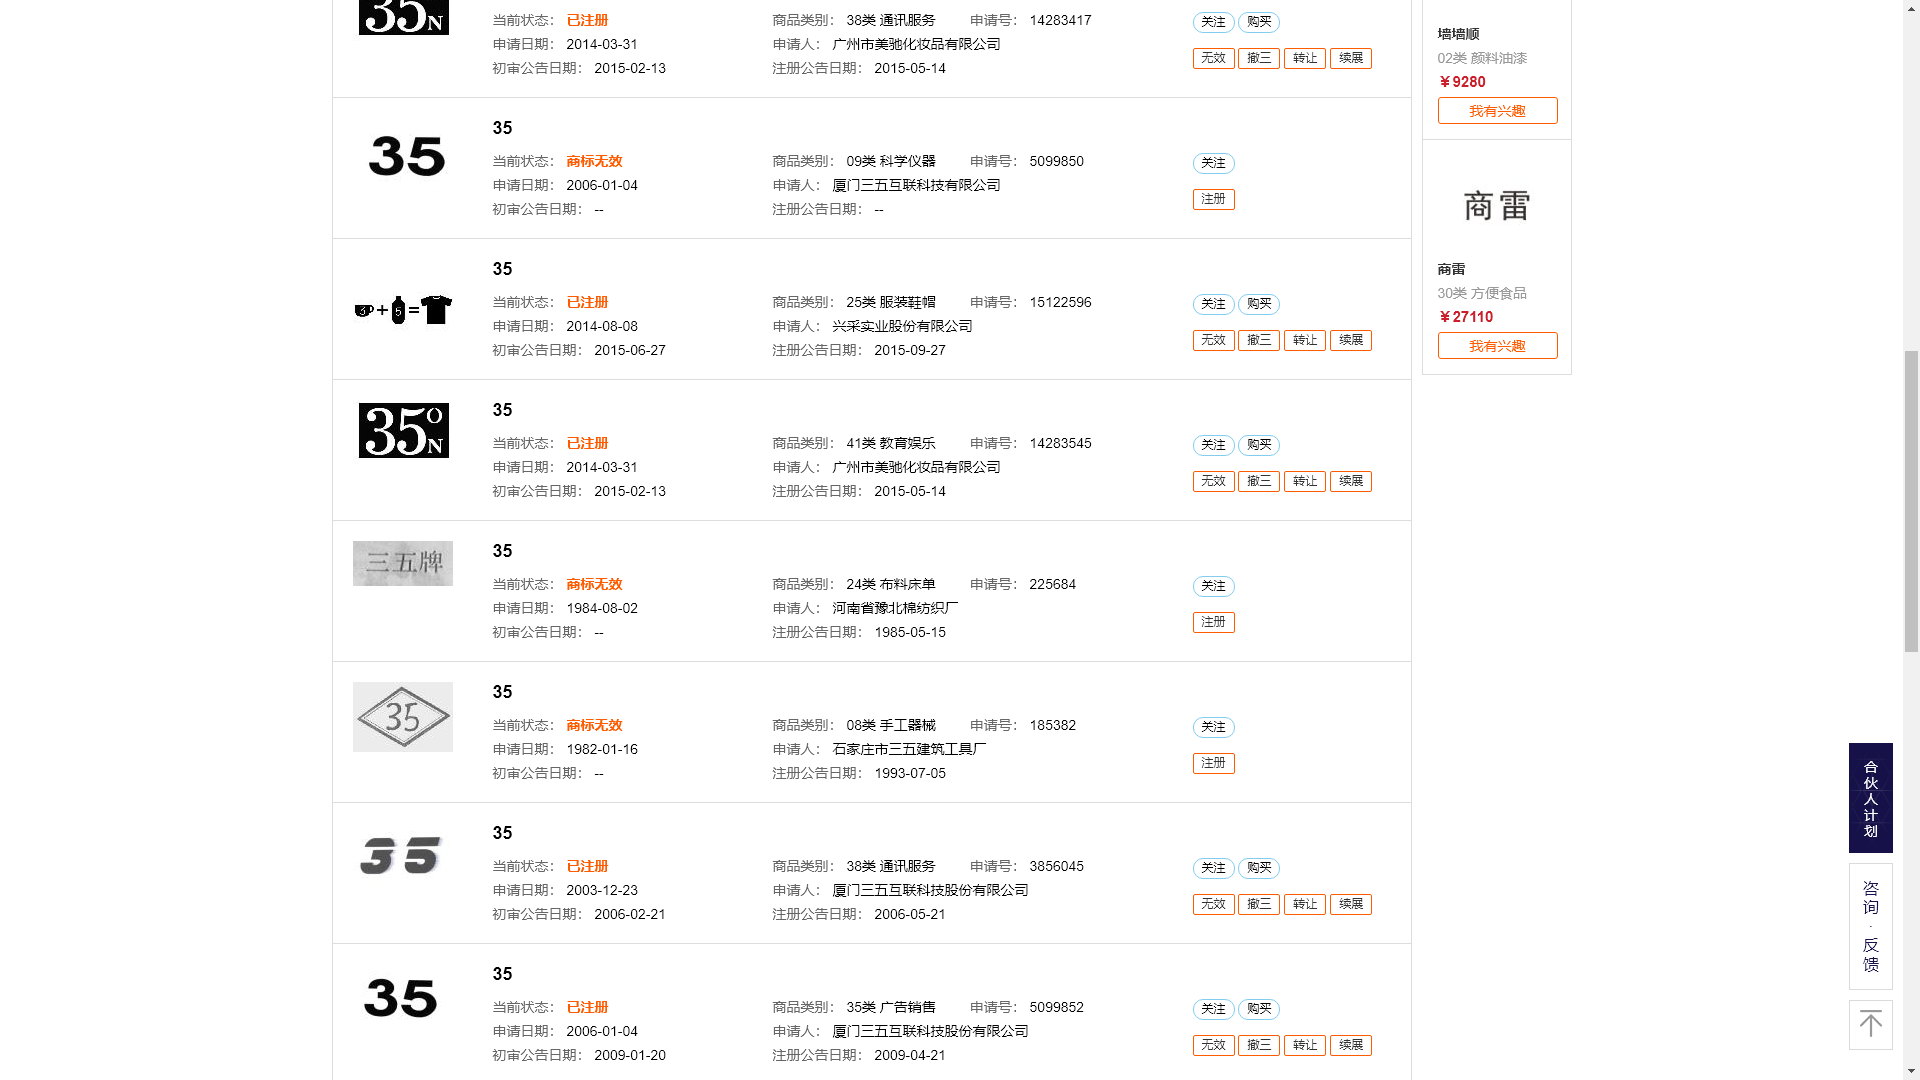 35N
当前状态： 已注册 商品类别： 38类 通讯服务 申请号： 14283417 关注 购买
申请日期： 2014-03-31 申请人： 广州市美驰化妆品有限公司
无效 撤三 转让 续展
初审公告日期： 2015-02-13 注册公告日期： 2015-05-14
35
35
当前状态： 商标无效 商品类别： 09类 科学仪器 申请号： 5099850 关注
申请日期： 2006-01-04 申请人： 厦门三五互联科技有限公司
注册
初审公告日期： -- 注册公告日期： --
3+5=
35
当前状态： 已注册 商品类别： 25类 服装鞋帽 申请号： 15122596 关注 购买
申请日期： 2014-08-08 申请人： 兴采实业股份有限公司
无效 撤三 转让 续展
初审公告日期： 2015-06-27 注册公告日期： 2015-09-27
35ON
35
当前状态： 已注册 商品类别： 41类 教育娱乐 申请号： 14283545 关注 购买
申请日期： 2014-03-31 申请人： 广州市美驰化妆品有限公司
无效 撤三 转让 续展
初审公告日期： 2015-02-13 注册公告日期： 2015-05-14
三五牌
35
当前状态： 商标无效 商品类别： 24类 布料床单 申请号： 225684 关注
申请日期： 1984-08-02 申请人： 河南省豫北棉纺织厂
注册
初审公告日期： -- 注册公告日期： 1985-05-15
35
35
当前状态： 商标无效 商品类别： 08类 手工器械 申请号： 185382 关注
申请日期： 1982-01-16 申请人： 石家庄市三五建筑工具厂
注册
初审公告日期： -- 注册公告日期： 1993-07-05
35
35
当前状态： 已注册 商品类别： 38类 通讯服务 申请号： 3856045 关注 购买
申请日期： 2003-12-23 申请人： 厦门三五互联科技股份有限公司
无效 撤三 转让 续展
初审公告日期： 2006-02-21 注册公告日期： 2006-05-21
35
35
当前状态： 已注册 商品类别： 35类 广告销售 申请号： 5099852 关注 购买
申请日期： 2006-01-04 申请人： 厦门三五互联科技股份有限公司
无效 撤三 转让 续展
初审公告日期： 2009-01-20 注册公告日期： 2009-04-21
墙墙顺
02类 颜料油漆
￥9280
我有兴趣
商雷
商雷
30类 方便食品
￥27110
我有兴趣
合伙人计划
咨询·反馈